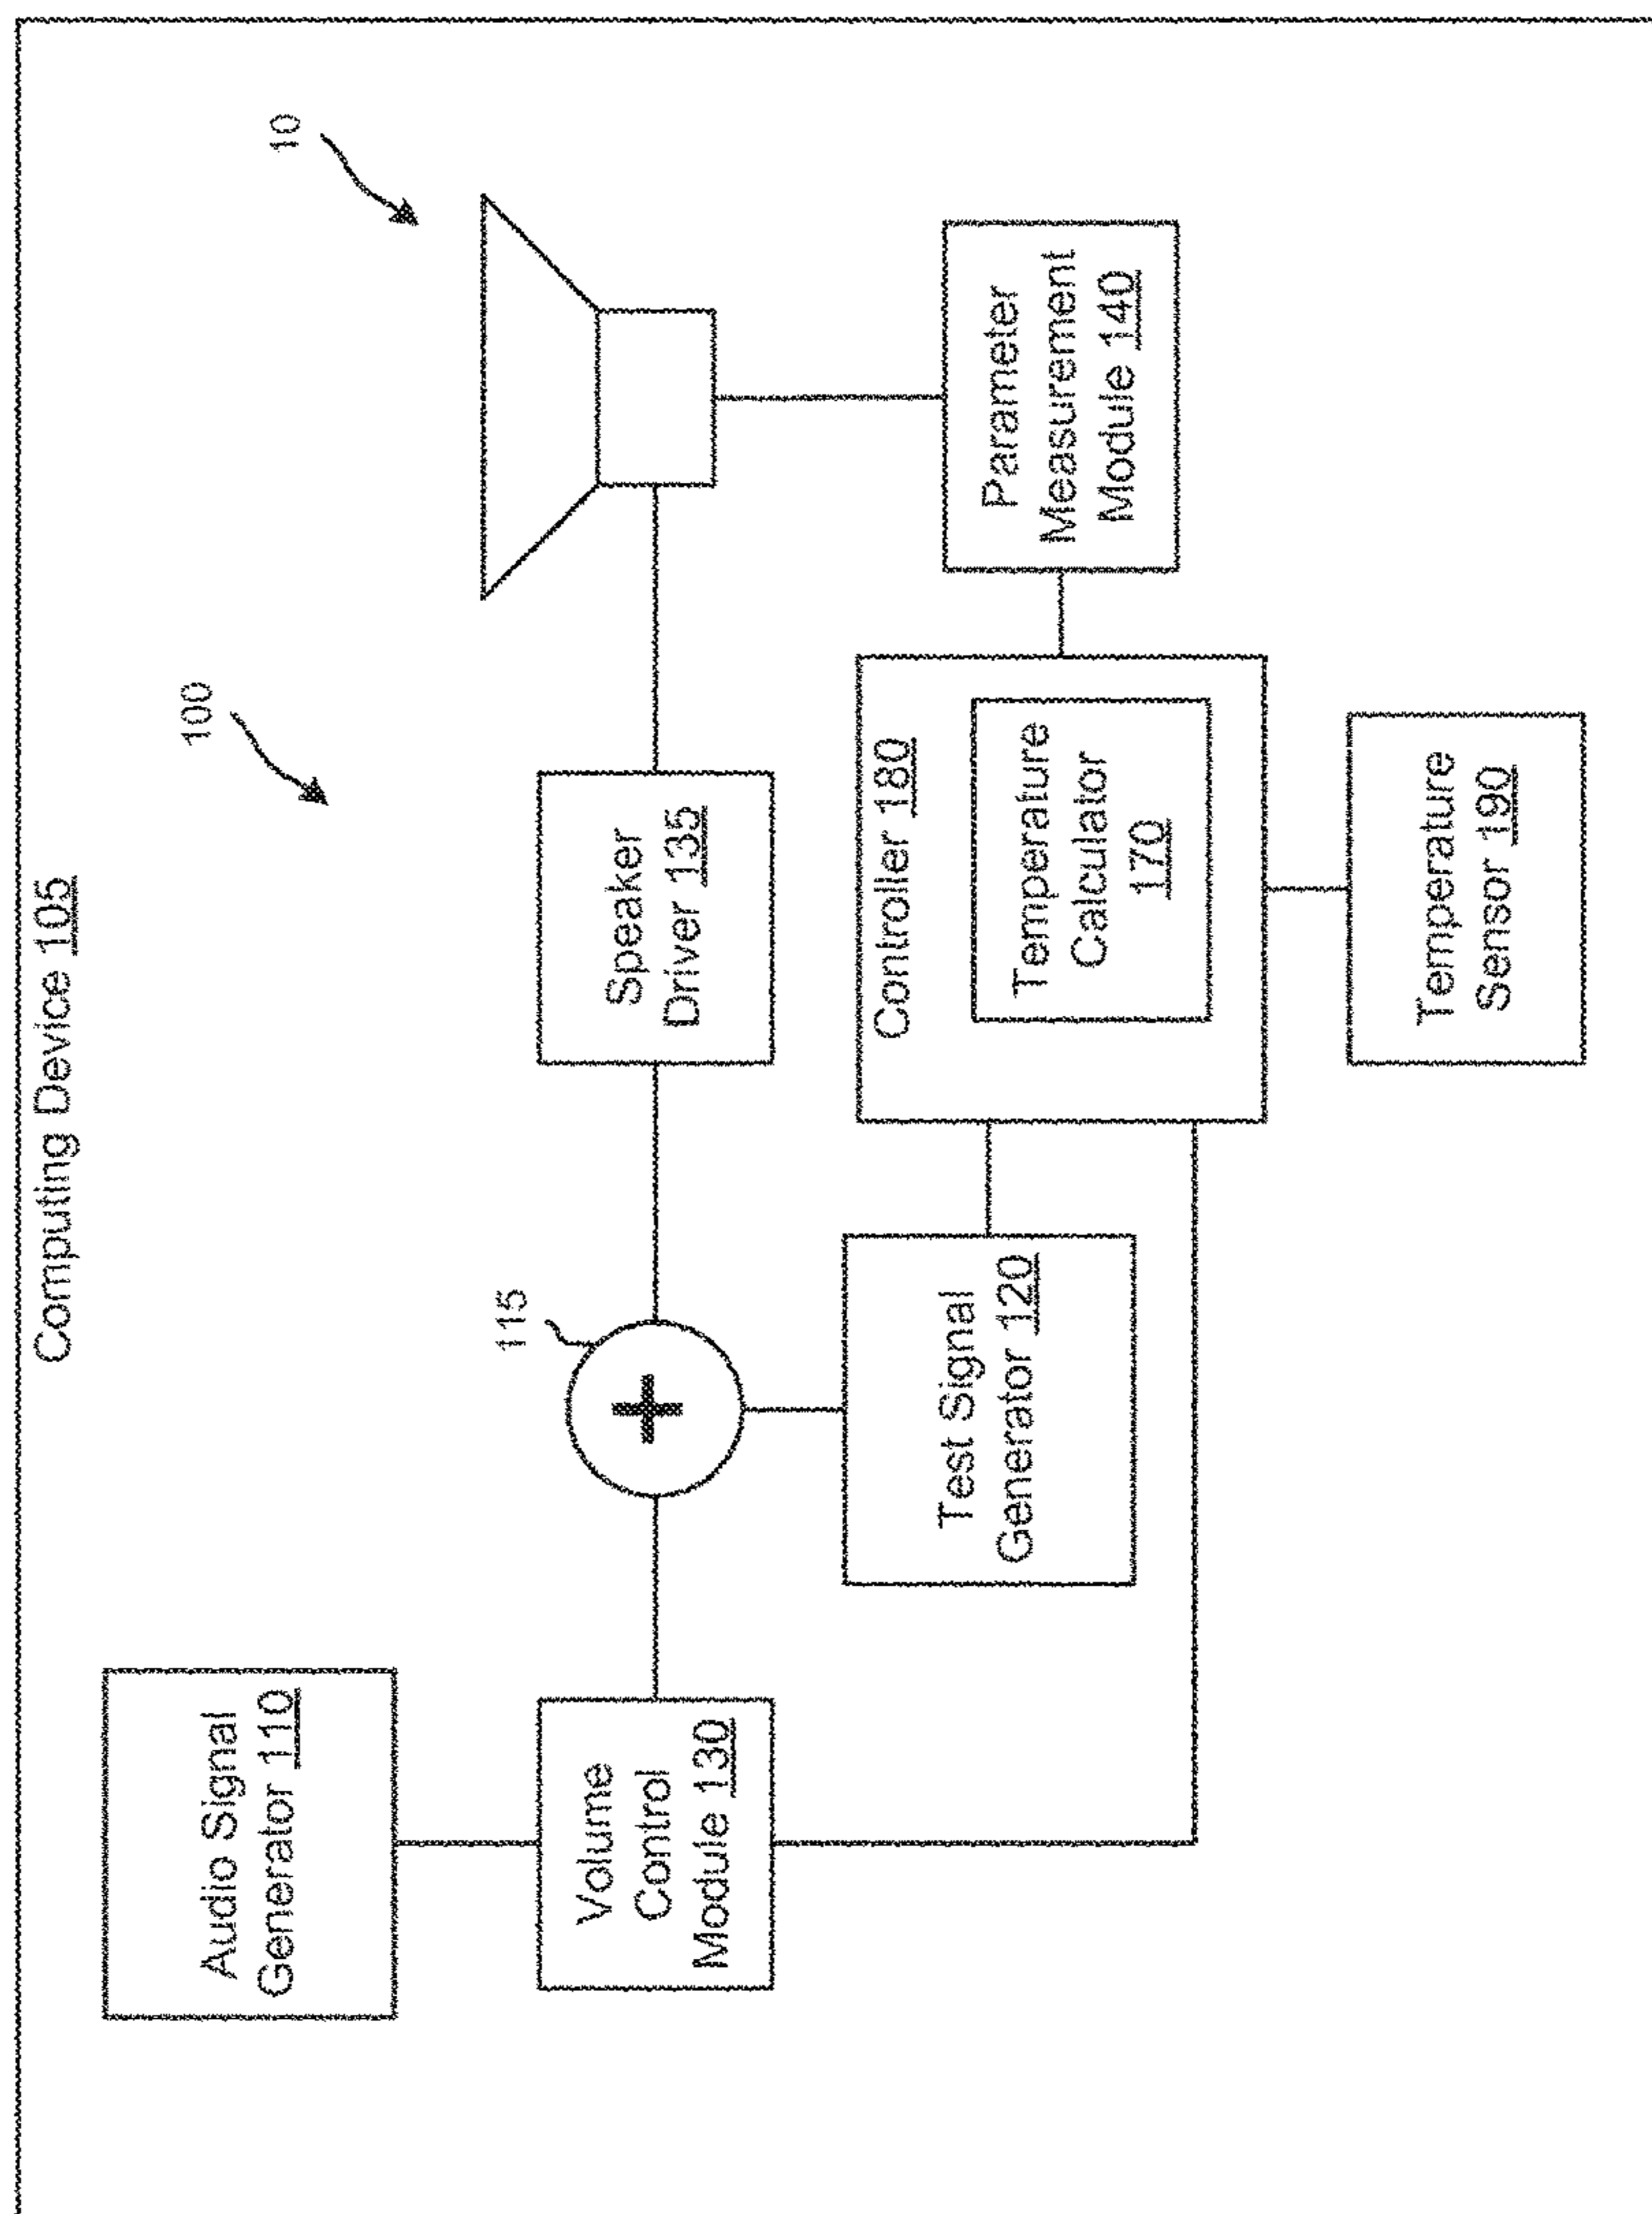 Computing Device 105
100
10
Audio Signal
Generator 110
Volume
Control
Module 130
115
Speaker
Driver 135
Test Signal
Generator 120
Controller 180
Temperature
Calculator
170
Parameter
Measurement
Module 140
Temperature
Sensor 190